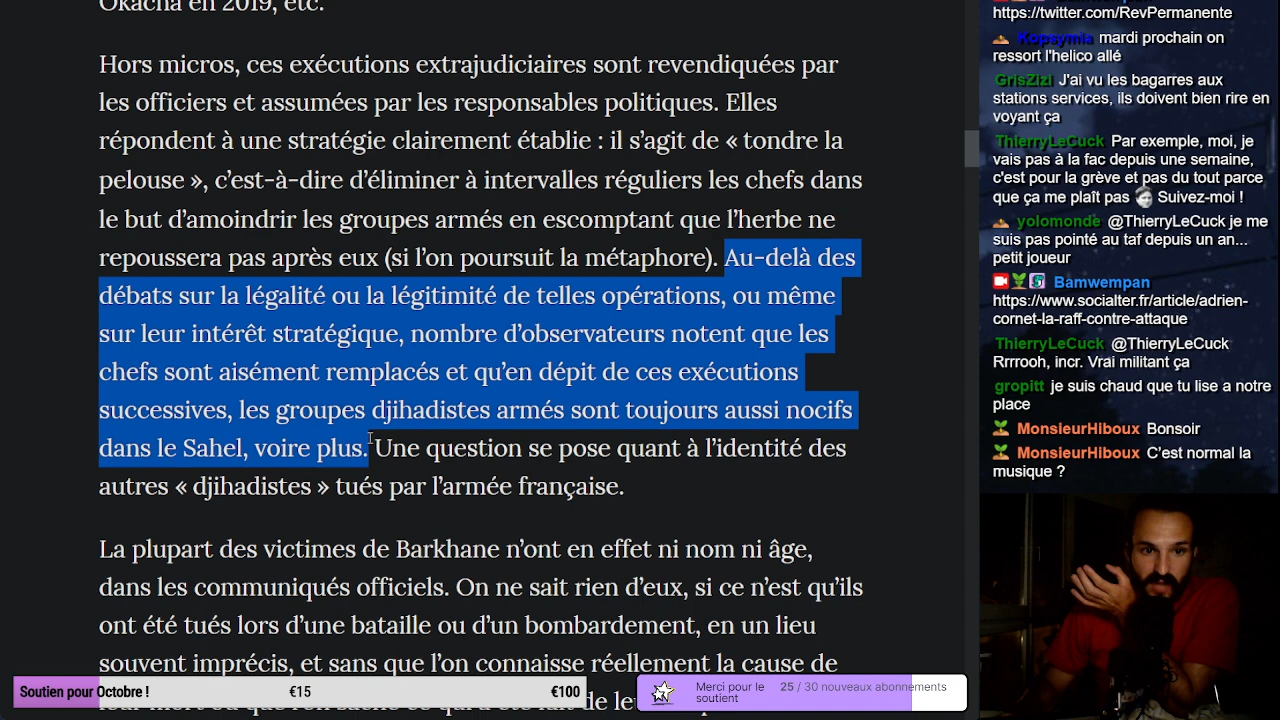 Okacha en 2019, etc.
Hors micros, ces exécutions extrajudiciaires sont revendiquées par
les officiers et assumées par les responsables politiques. Elles
répondent à une stratégie clairement établie : il s’agit de « tondre la
pelouse », c’est-à-dire d’éliminer à intervalles réguliers les chefs dans
le but d’amoindrir les groupes armés en escomptant que l’herbe ne
repoussera pas après eux (si l’on poursuit la métaphore). Au-delà des
débats sur la légalité ou la légitimité de telles opérations, ou même
sur leur intérêt stratégique, nombre d’observateurs notent que les
chefs sont aisément remplacés et qu’en dépit de ces exécutions
successives, les groupes djihadistes armés sont toujours aussi nocifs
dans le Sahel, voire plus. Une question se pose quant à l’identité des
autres « djihadistes » tués par l’armée française.
La plupart des victimes de Barkhane n’ont en effet ni nom ni âge,
dans les communiqués officiels. On ne sait rien d’eux, si ce n’est qu’ils
ont été tués lors d’une bataille ou d’un bombardement, en un lieu
souvent imprécis, et sans que l’on connaisse réellement la cause de
Soutien pour Octobre !
€15
€100
Merci pour le
soutien
25 / 30 nouveaux abonnements
https://twitter.com/RevPermanente
Kopsymia mardi prochain on
ressort l'helico allé
GrisZizi J'ai vu les bagarres aux
stations services, ils doivent bien rire en
voyant ça
ThierryLeCuck Par exemple, moi, je
vais pas à la fac depuis une semaine,
c'est pour la grève et pas du tout parce
que ça me plaît pas Suivez-moi !
yolomonde @ThierryLeCuck je me
suis pas pointé au taf depuis un an...
petit joueur
Bamwempan
https://www.socialter.fr/article/adrien-
cornet-la-raff-contre-attaque
ThierryLeCuck @ThierryLeCuck
Rrrrooh, incr. Vrai militant ça
gropitt je suis chaud que tu lise a notre
place
MonsieurHiboux Bonsoir
MonsieurHiboux C’est normal la
musique ?